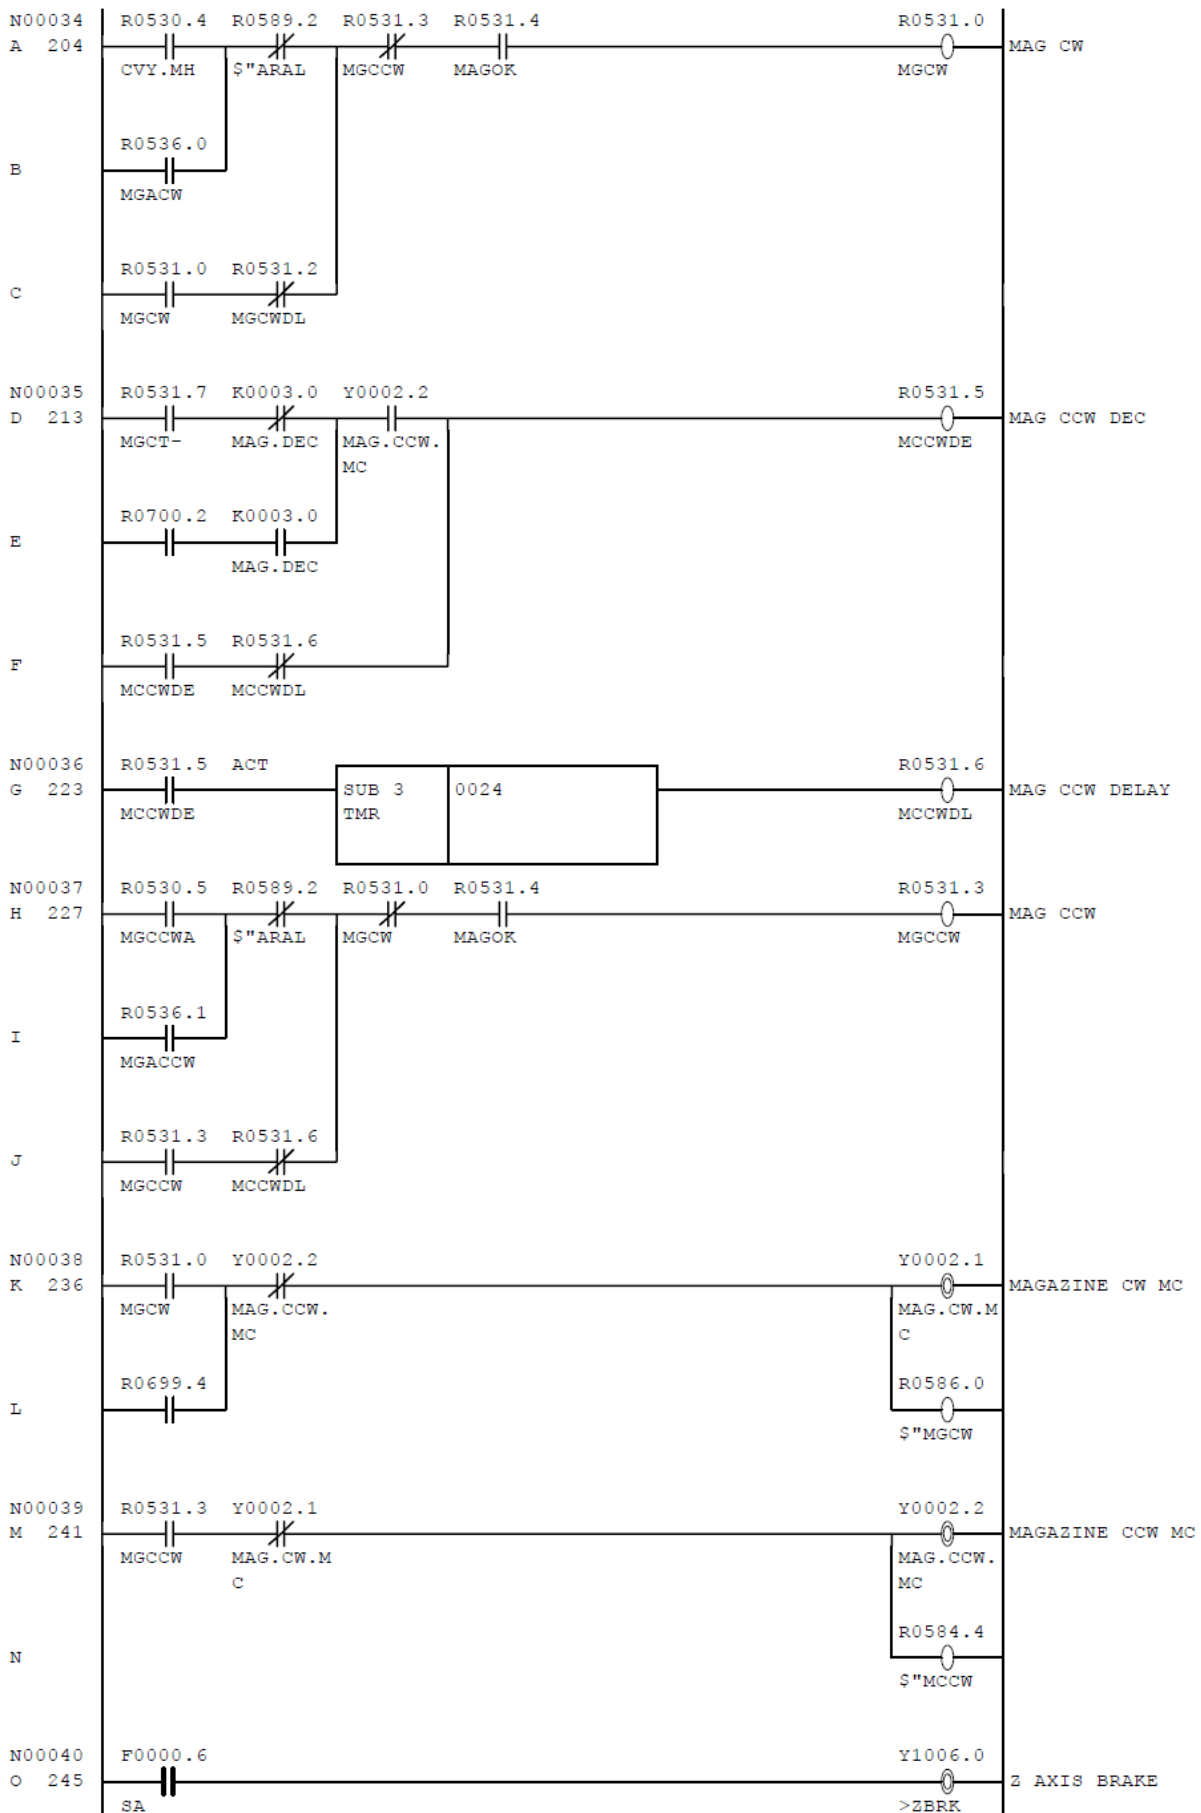 N00034 R0530.4 R0589.2 R0531.3 R0531.4 R0531.0
A 204 MAG CW
CVY.MH $"ARAL MGCCW MAGOK MGCW
R0536.0
B
MGACW
R0531.0 R0531.2
C
MGCW MGCWDL
N00035 R0531.7 K0003.0 Y0002.2 R0531.5
D 213 MAG CCW DEC
MGCT- MAG.DEC MAG.CCW. MCCWDE
MC
R0700.2 K0003.0
E
MAG.DEC
R0531.5 R0531.6
F
MCCWDE MCCWDL
N00036 R0531.5 ACT R0531.6
G 223 SUB 3 0024 MAG CCW DELAY
MCCWDE TMR MCCWDL
N00037 R0530.5 R0589.2 R0531.0 R0531.4 R0531.3
H 227 MAG CCW
MGCCWA $"ARAL MGCW MAGOK MGCCW
R0536.1
I
MGACCW
R0531.3 R0531.6
J
MGCCW MCCWDL
N00038 R0531.0 Y0002.2 Y0002.1
K 236 MAGAZINE CW MC
MGCW MAG.CCW. MAG.CW.M
MC C
R0699.4 R0586.0
L
$"MGCW
N00039 R0531.3 Y0002.1 Y0002.2
M 241 MAGAZINE CCW MC
MGCCW MAG.CW.M MAG.CCW.
C MC
R0584.4
N
$"MCCW
N00040 F0000.6 Y1006.0
O 245 Z AXIS BRAKE
SA >ZBRK